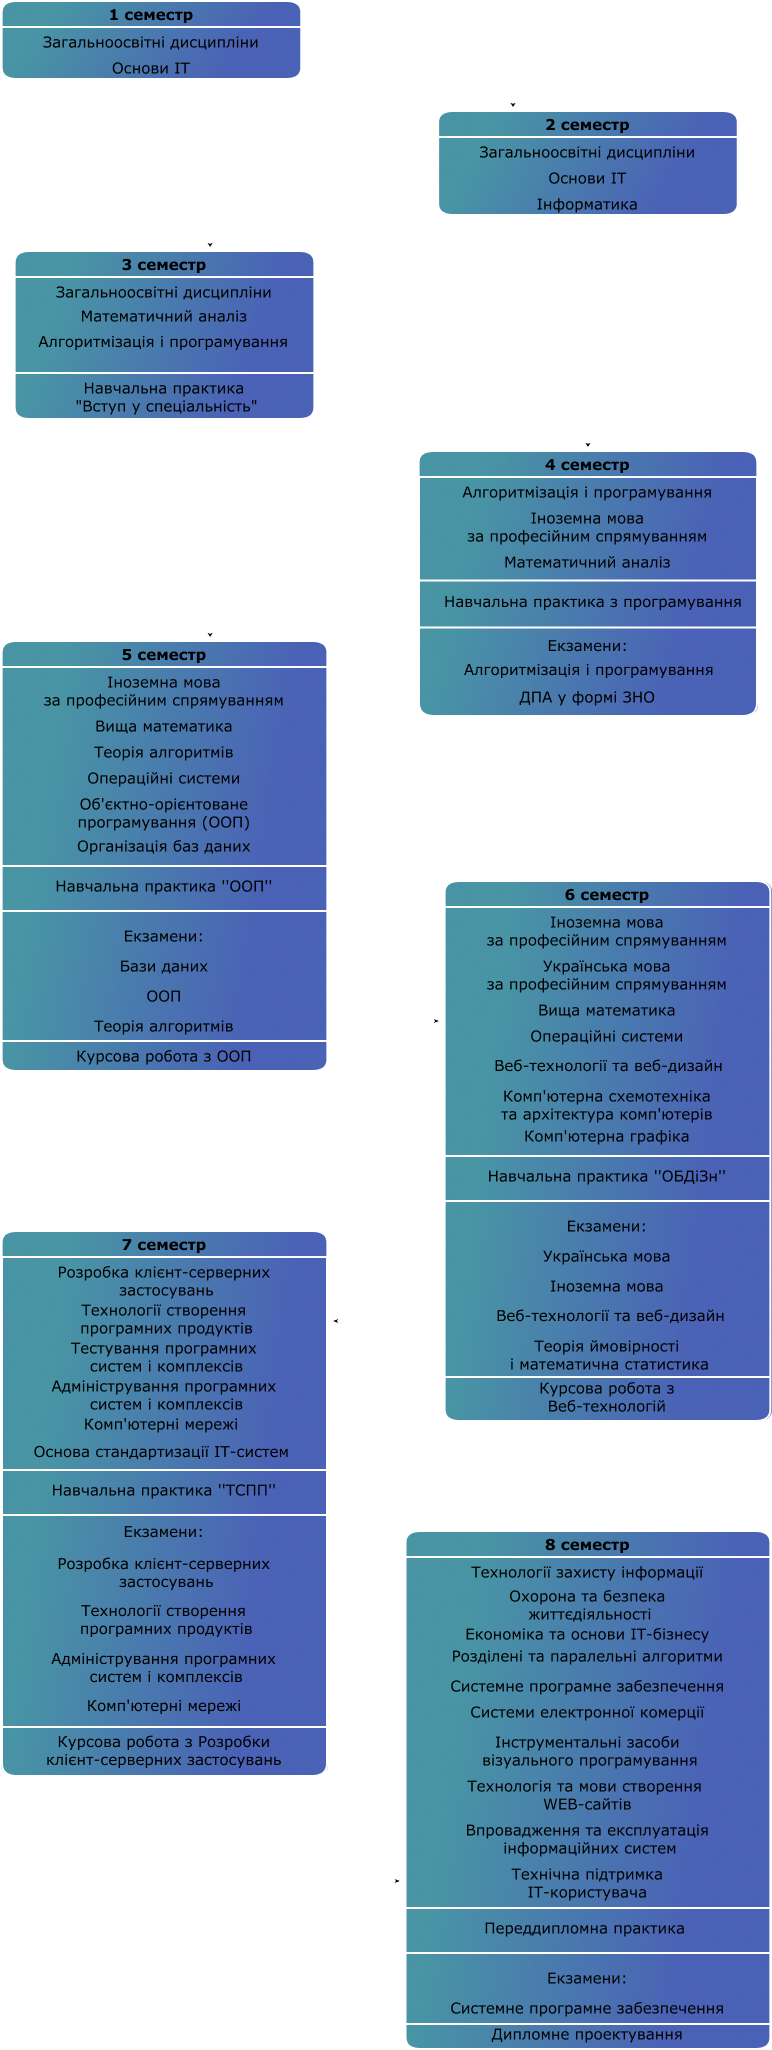 1 семестр
Загальноосвітні дисципліни
Основи ІТ
2 семестр
Загальноосвітні дисципліни
Основи ІТ
Інформатика
3 семестр
Загальноосвітні дисципліни
Математичний аналіз
Алгоритмізація і програмування
Навчальна практика
"Вступ у спеціальність"
4 семестр
Алгоритмізація і програмування
Іноземна мова
за професійним спрямуванням
Математичний аналіз
Навчальна практика з програмування
Екзамени:
Алгоритмізація і програмування
ДПА у формі ЗНО
5 семестр
Іноземна мова
за професійним спрямуванням
Вища математика
Теорія алгоритмів
Операційні системи
Об'єктно-орієнтоване
програмування (ООП)
Організація баз даних
Навчальна практика ''ООП''
Екзамени:
Бази даних
ООП
Теорія алгоритмів
Курсова робота з ООП
6 семестр
Іноземна мова
за професійним спрямуванням
Українська мова
за професійним спрямуванням
Вища математика
Операційні системи
Веб-технології та веб-дизайн
Комп'ютерна схемотехніка
та архітектура комп'ютерів
Комп'ютерна графіка
Навчальна практика ''ОБДіЗн''
Екзамени:
Українська мова
Іноземна мова
Веб-технології та веб-дизайн
Теорія ймовірності
і математична статистика
Курсова робота з
Веб-технологій
7 семестр
Розробка клієнт-серверних
застосувань
Технології створення
програмних продуктів
Тестування програмних
систем і комплексів
Адміністрування програмних
систем і комплексів
Комп'ютерні мережі
Основа стандартизації ІТ-систем
Навчальна практика ''ТСПП''
Екзамени:
Розробка клієнт-серверних
застосувань
Технології створення
програмних продуктів
Адміністрування програмних
систем і комплексів
Комп'ютерні мережі
Курсова робота з Розробки
клієнт-серверних застосувань
8 семестр
Технології захисту інформації
Охорона та безпека
життєдіяльності
Економіка та основи ІТ-бізнесу
Розділені та паралельні алгоритми
Системне програмне забезпечення
Системи електронної комерції
Інструментальні засоби
візуального програмування
Технологія та мови створення
WEB-сайтів
Впровадження та експлуатація
інформаційних систем
Технічна підтримка
ІТ-користувача
Переддипломна практика
Екзамени:
Системне програмне забезпечення
Дипломне проектування